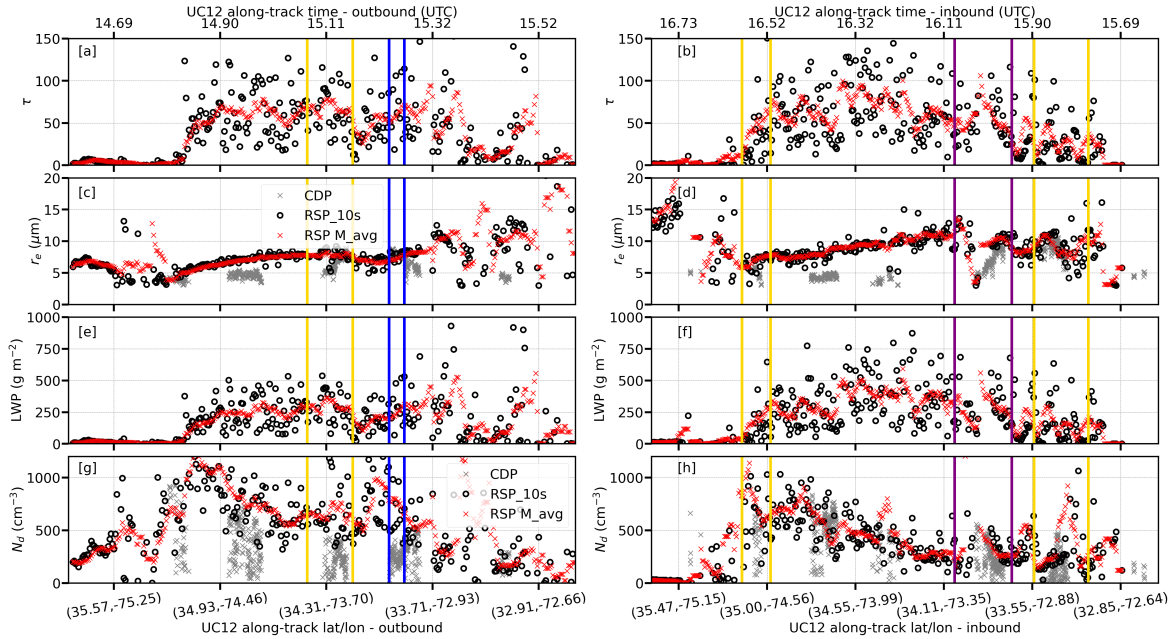 UC12 along-track time - outbound (UTC)
14.69 14.90 15.11 15.32 15.52
UC12 along-track time - inbound (UTC)
16.73 16.52 16.32 16.11 15.90 15.69
[a]
150
100
50
0
τ
[b]
150
100
50
0
τ
[c]
20
15
10
5
0
r_e (μm)
CDP
RSP_10s
RSP M_avg
[d]
20
15
10
5
0
r_e (μm)
[e]
1000
750
500
250
0
LWP (g m⁻²)
[f]
1000
750
500
250
0
LWP (g m⁻²)
[g]
1000
500
0
N_d (cm⁻³)
CDP
RSP_10s
RSP M_avg
[h]
1000
500
0
N_d (cm⁻³)
(35.57,-75.25) (34.93,-74.46) (34.31,-73.70) (33.71,-72.93) (32.91,-72.66)
UC12 along-track lat/lon - outbound
(35.47,-75.15) (35.00,-74.56) (34.55,-73.99) (34.11,-73.35) (33.55,-72.88) (32.85,-72.64)
UC12 along-track lat/lon - inbound